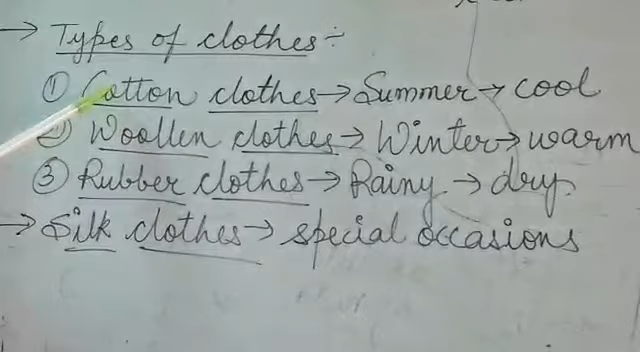 → Types of clothes÷
① Cotton clothes→Summer→cool
② Woollen clothes→Winter→warm
③ Rubber clothes→Rainy→dry
→ Silk clothes→special occasions